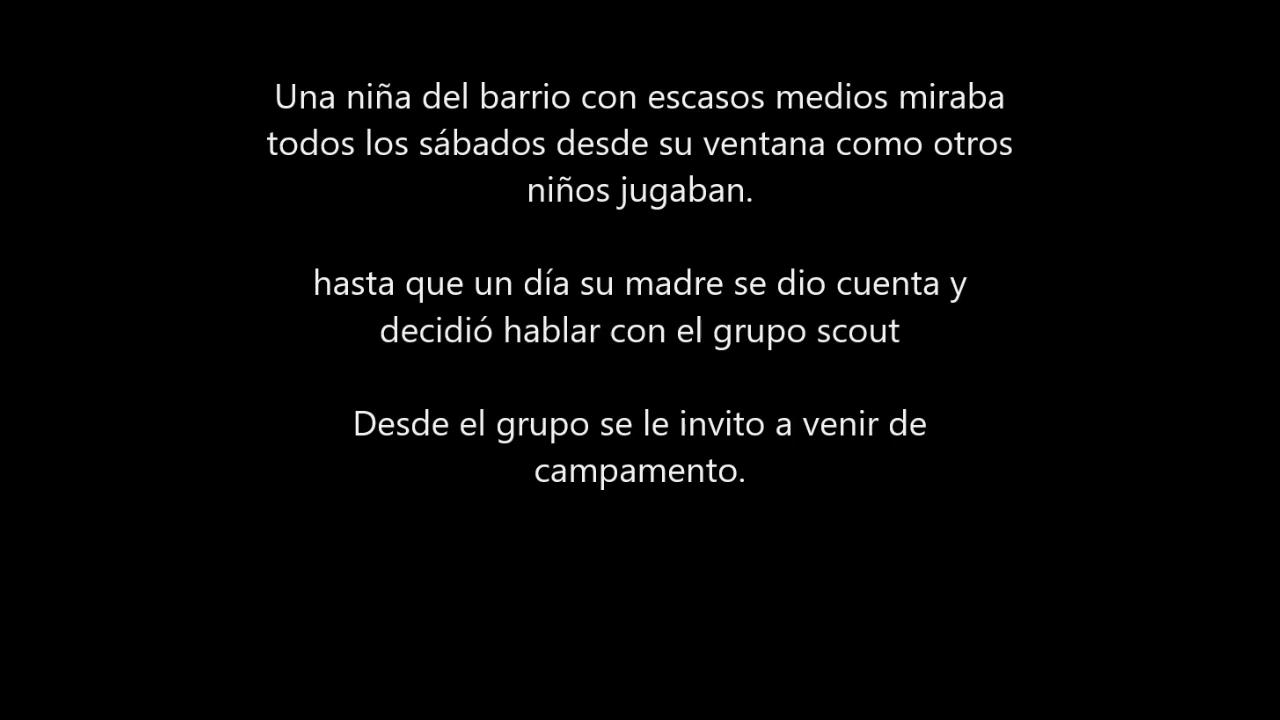 Una niña del barrio con escasos medios miraba
todos los sábados desde su ventana como otros
niños jugaban.
hasta que un día su madre se dio cuenta y
decidió hablar con el grupo scout
Desde el grupo se le invito a venir de
campamento.